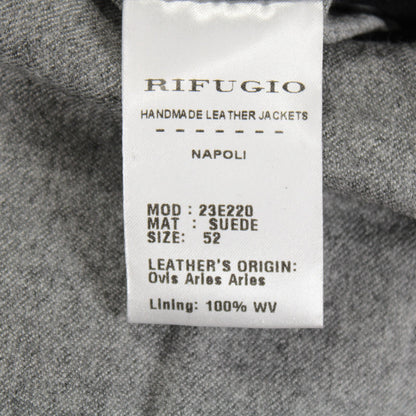 RIFUGIO
HANDMADE LEATHER JACKETS
- - - - - - -
NAPOLI
MOD : 23E220
MAT : SUEDE
SIZE: 52
LEATHER'S ORIGIN:
Ovis Aries Aries
Lining: 100% WV